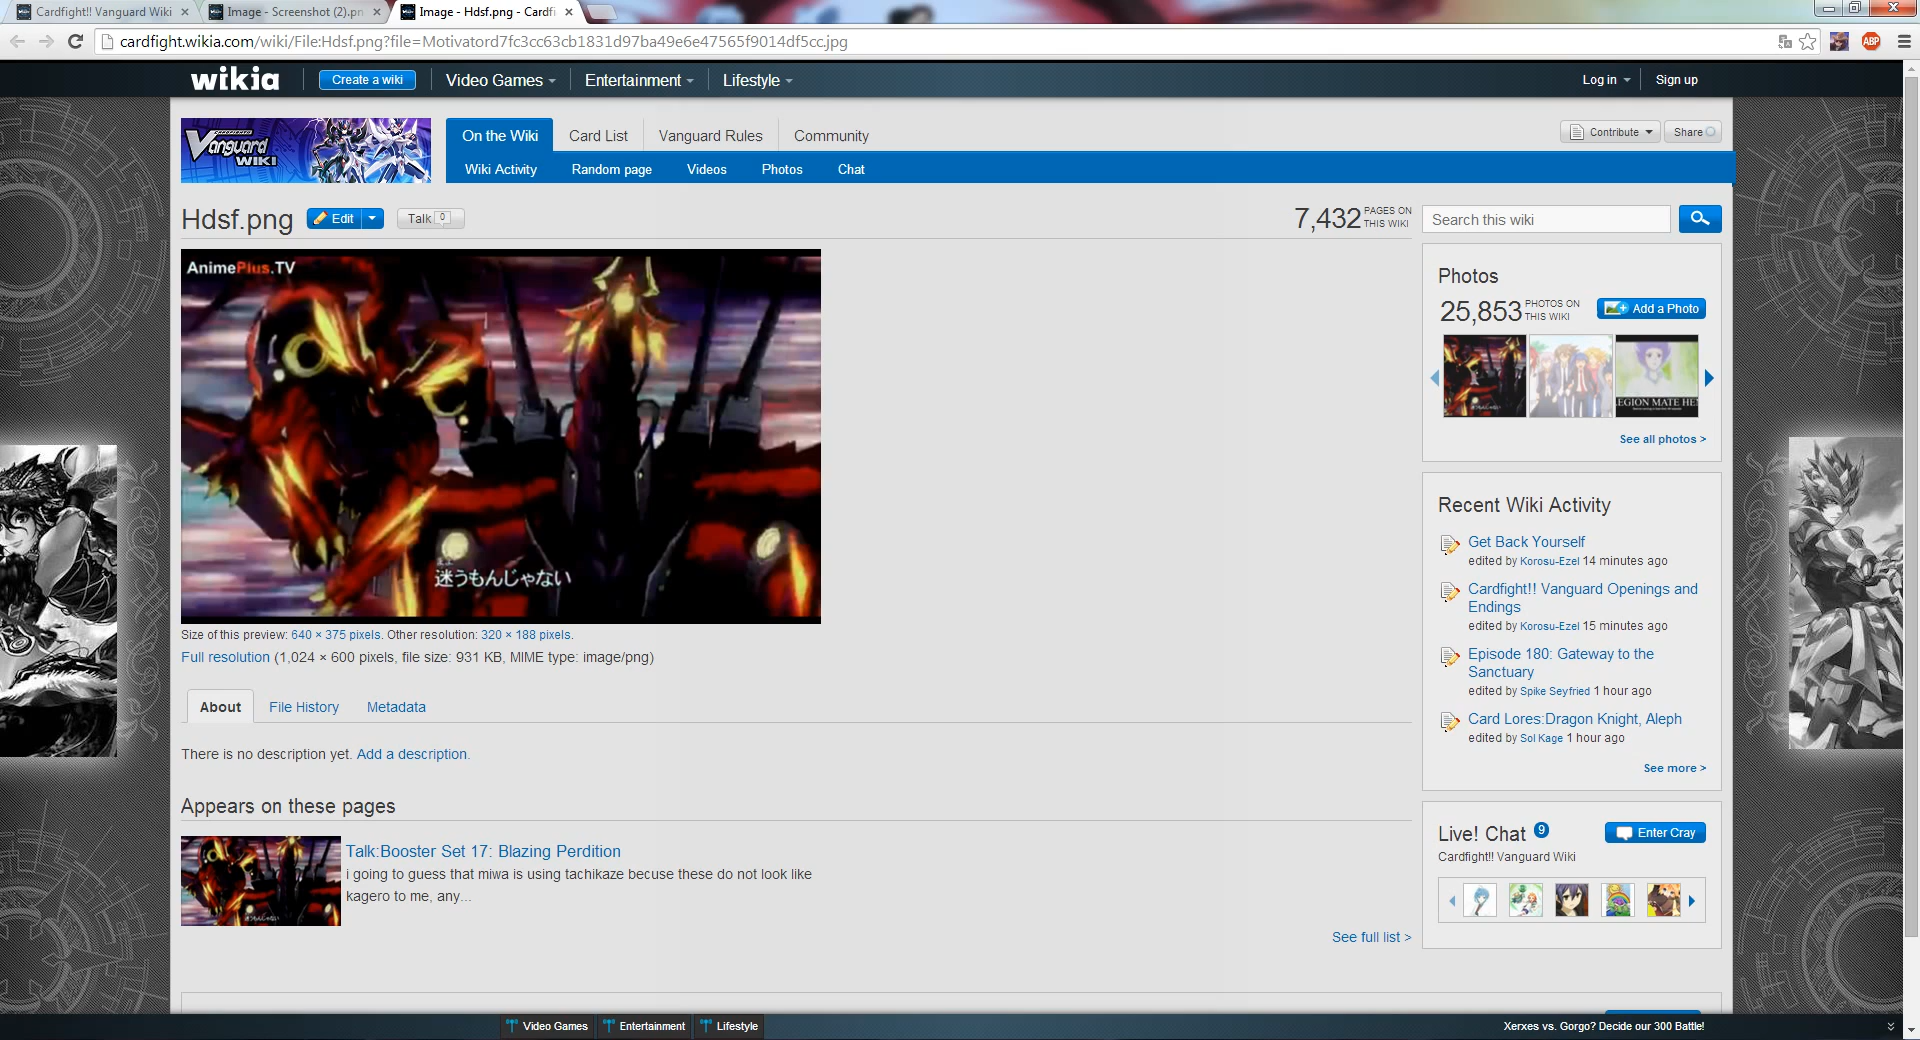 Cardfight!! Vanguard Wiki
Image - Screenshot (2).pn
Image - Hdsf.png - Cardf
cardfight.wikia.com/wiki/File:Hdsf.png?file=Motivatord7fc3cc63cb1831d97ba49e6e47565f9014df5cc.jpg
ABP
wikia
Create a wiki
Video Games
Entertainment
Lifestyle
Log in
Sign up
CARDFIGHT!!
Vanguard
WIKI
On the Wiki
Card List
Vanguard Rules
Community
Contribute
Share
Wiki Activity
Random page
Videos
Photos
Chat
Hdsf.png
Edit
Talk 0
7,432 PAGES ON THIS WIKI
Search this wiki
AnimePlus.TV
迷うもんじゃない
Size of this preview: 640 × 375 pixels. Other resolution: 320 × 188 pixels.
Full resolution (1,024 × 600 pixels, file size: 931 KB, MIME type: image/png)
About
File History
Metadata
There is no description yet. Add a description.
Appears on these pages
Talk:Booster Set 17: Blazing Perdition
i going to guess that miwa is using tachikaze becuse these do not look like
kagero to me, any...
See full list >
Photos
25,853 PHOTOS ON THIS WIKI
Add a Photo
EGION MATE HE
See all photos >
Recent Wiki Activity
Get Back Yourself
edited by Korosu-Ezel 14 minutes ago
Cardfight!! Vanguard Openings and
Endings
edited by Korosu-Ezel 15 minutes ago
Episode 180: Gateway to the
Sanctuary
edited by Spike Seyfried 1 hour ago
Card Lores:Dragon Knight, Aleph
edited by Sol Kage 1 hour ago
See more >
Live! Chat 9
Enter Cray
Cardfight!! Vanguard Wiki
Video Games
Entertainment
Lifestyle
Xerxes vs. Gorgo? Decide our 300 Battle!